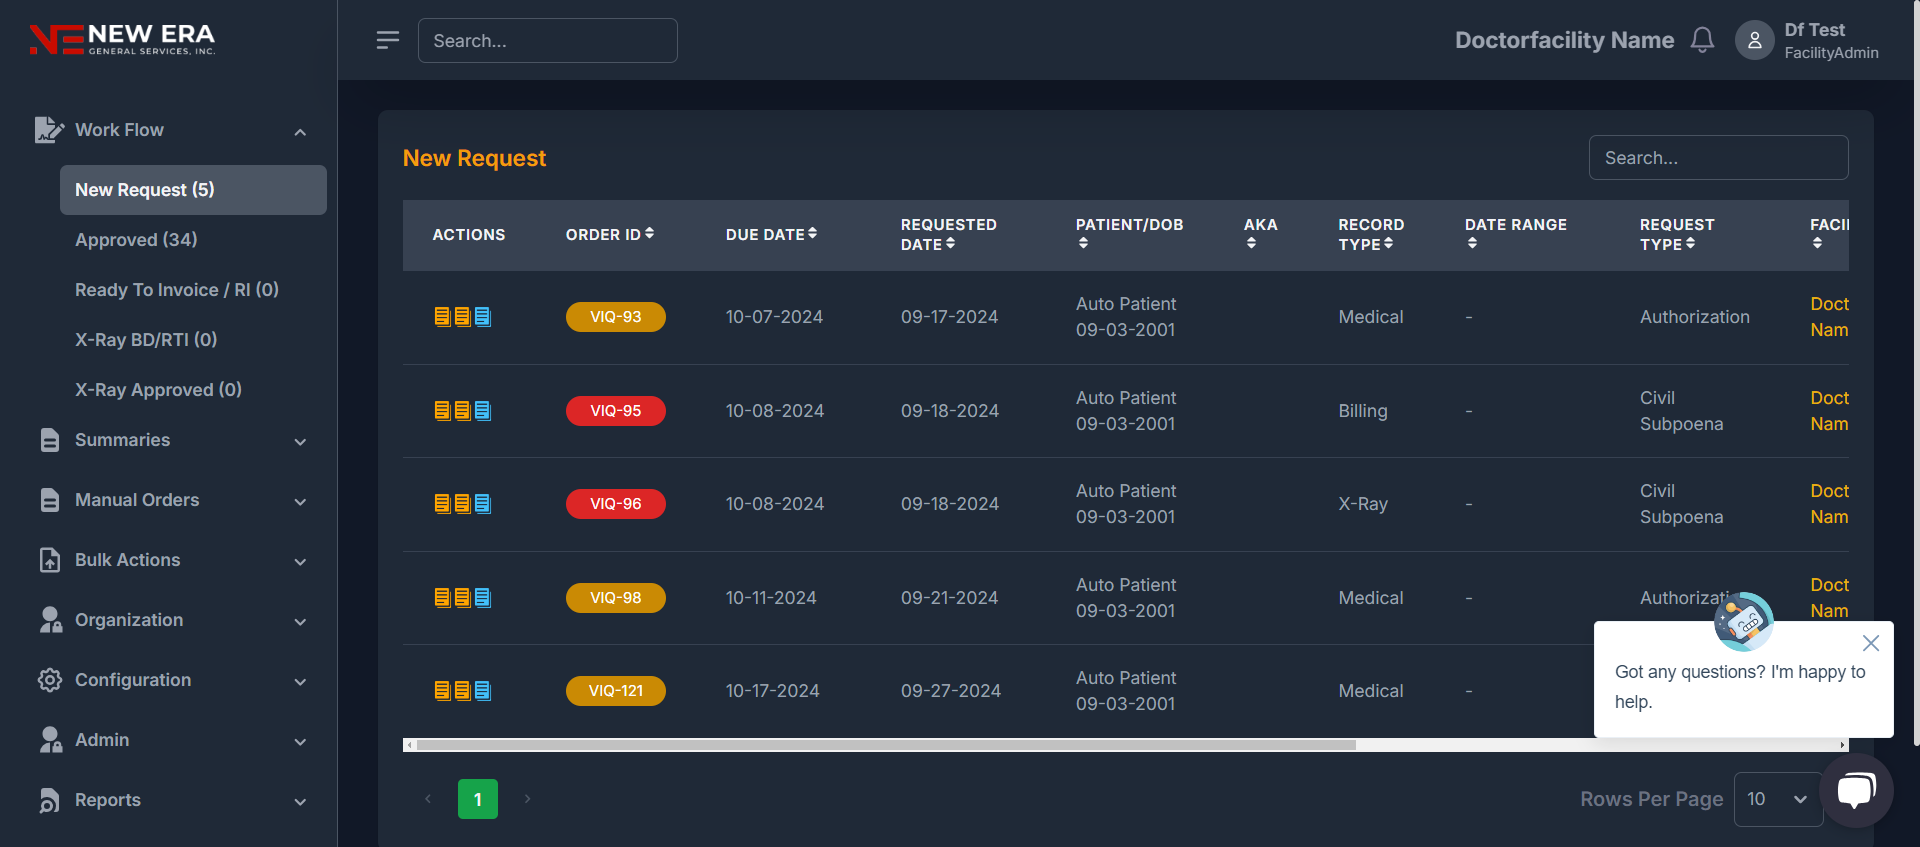 NEW ERA
GENERAL SERVICES, INC.
Search...
Doctorfacility Name
Df Test
FacilityAdmin
Work Flow
New Request (5)
Approved (34)
Ready To Invoice / RI (0)
X-Ray BD/RTI (0)
X-Ray Approved (0)
Summaries
Manual Orders
Bulk Actions
Organization
Configuration
Admin
Reports
New Request
Search...
ACTIONS ORDER ID DUE DATE REQUESTED DATE PATIENT/DOB AKA RECORD TYPE DATE RANGE REQUEST TYPE
VIQ-93 10-07-2024 09-17-2024 Auto Patient 09-03-2001 Medical - Authorization Doct Nam
VIQ-95 10-08-2024 09-18-2024 Auto Patient 09-03-2001 Billing - Civil Subpoena Doct Nam
VIQ-96 10-08-2024 09-18-2024 Auto Patient 09-03-2001 X-Ray - Civil Subpoena Doct Nam
VIQ-98 10-11-2024 09-21-2024 Auto Patient 09-03-2001 Medical - Doct Nam
VIQ-121 10-17-2024 09-27-2024 Auto Patient 09-03-2001 Medical -
Got any questions? I'm happy to
help.
1
Rows Per Page 10